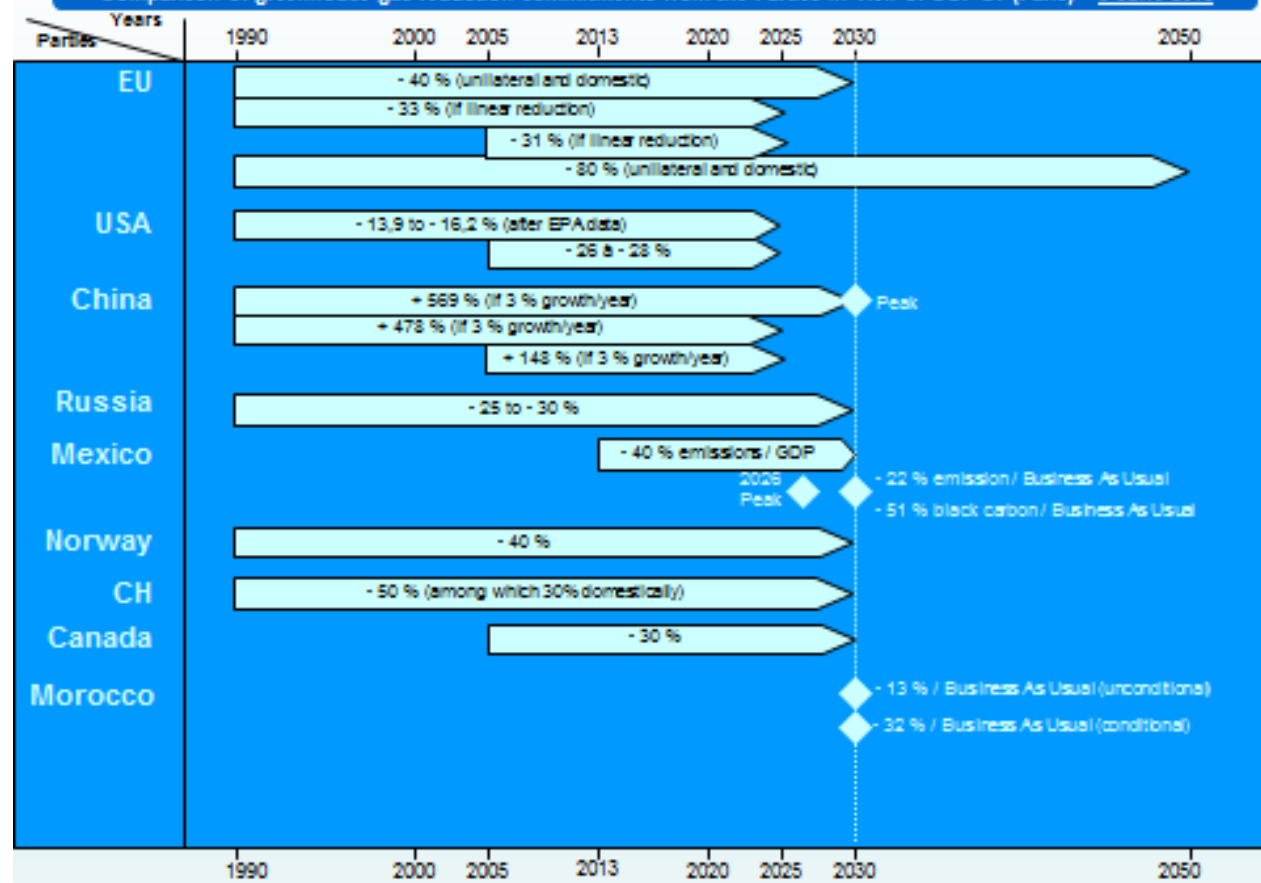 Years
Parties
1990 2000 2005 2013 2020 2025 2030 2050
EU
- 40 % (unilateral and domestic)
- 33 % (if linear reduction)
- 31 % (if linear reduction)
- 80 % (unilateral and domestic)
USA
- 13,9 to - 16,2 % (after EPA data)
- 26 à - 28 %
China
+ 569 % (if 3 % growth/year)
Peak
+ 478 % (if 3 % growth/year)
+ 148 % (if 3 % growth/year)
Russia
- 25 to - 30 %
Mexico
- 40 % emissions / GDP
2026
Peak
- 22 % emission / Business As Usual
- 51 % black carbon / Business As Usual
Norway
- 40 %
CH
- 50 % (among which 30% domestically)
Canada
- 30 %
Morocco
- 13 % / Business As Usual (unconditional)
- 32 % / Business As Usual (conditional)
1990 2000 2005 2013 2020 2025 2030 2050